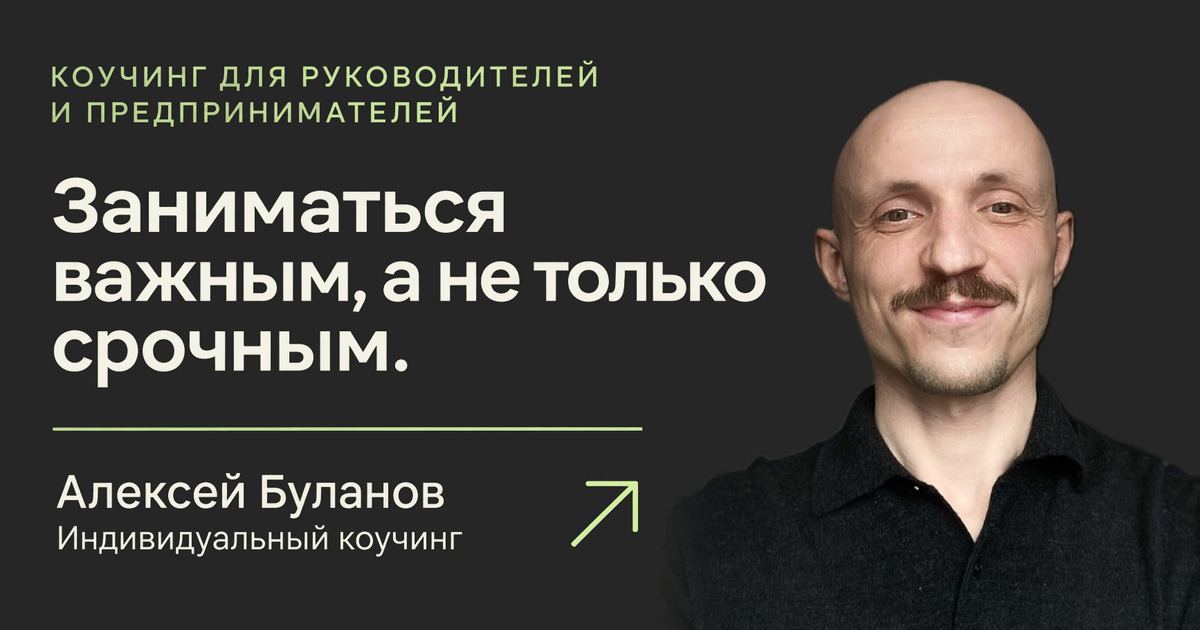 КОУЧИНГ ДЛЯ РУКОВОДИТЕЛЕЙ
И ПРЕДПРИНИМАТЕЛЕЙ
Заниматься
важным, а не только
срочным.
Алексей Буланов
Индивидуальный коучинг